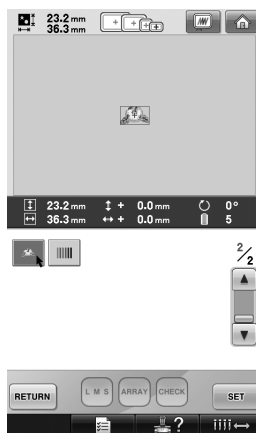 23.2 mm
36.3 mm
23.2 mm + 0.0 mm 0°
36.3 mm + 0.0 mm 5
2/2
RETURN
L M S
ARRAY
CHECK
SET
?